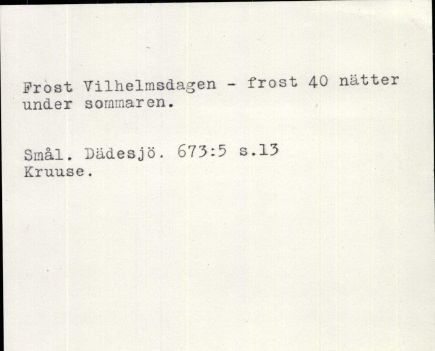 Frost Vilhelmsdagen - frost 40 nätter
under sommaren.
Smål. Dädesjö. 673:5 s.13
Kruuse.